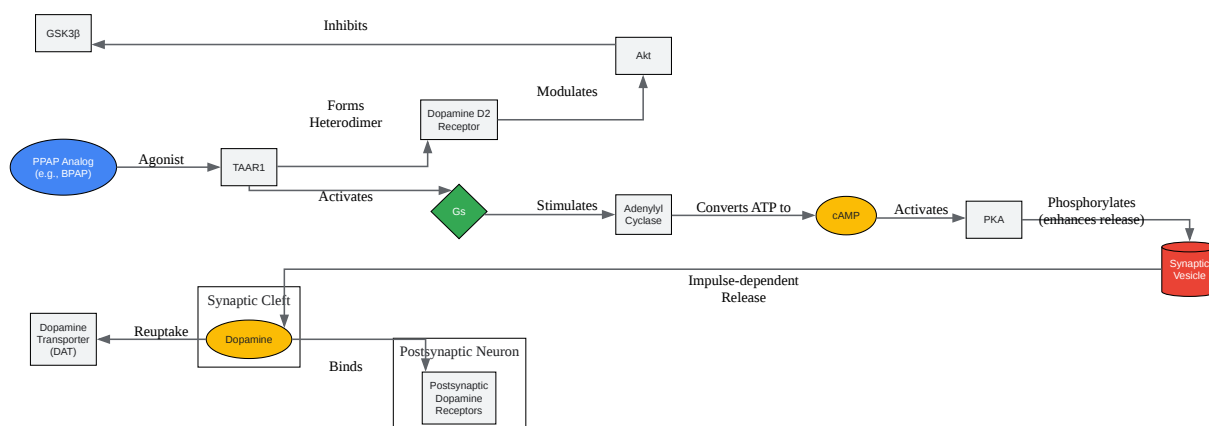 Inhibits
GSK3β
Akt
Modulates
Forms
Heterodimer
Dopamine D2
Receptor
PPAP Analog
(e.g., BPAP)
Agonist
TAAR1
Activates
Gs
Stimulates
Adenylyl
Cyclase
Converts ATP to
cAMP
Activates
PKA
Phosphorylates
(enhances release)
Synaptic
Vesicle
Impulse-dependent
Release
Synaptic Cleft
Dopamine
Reuptake
Dopamine
Transporter
(DAT)
Binds
Postsynaptic Neuron
Postsynaptic
Dopamine
Receptors